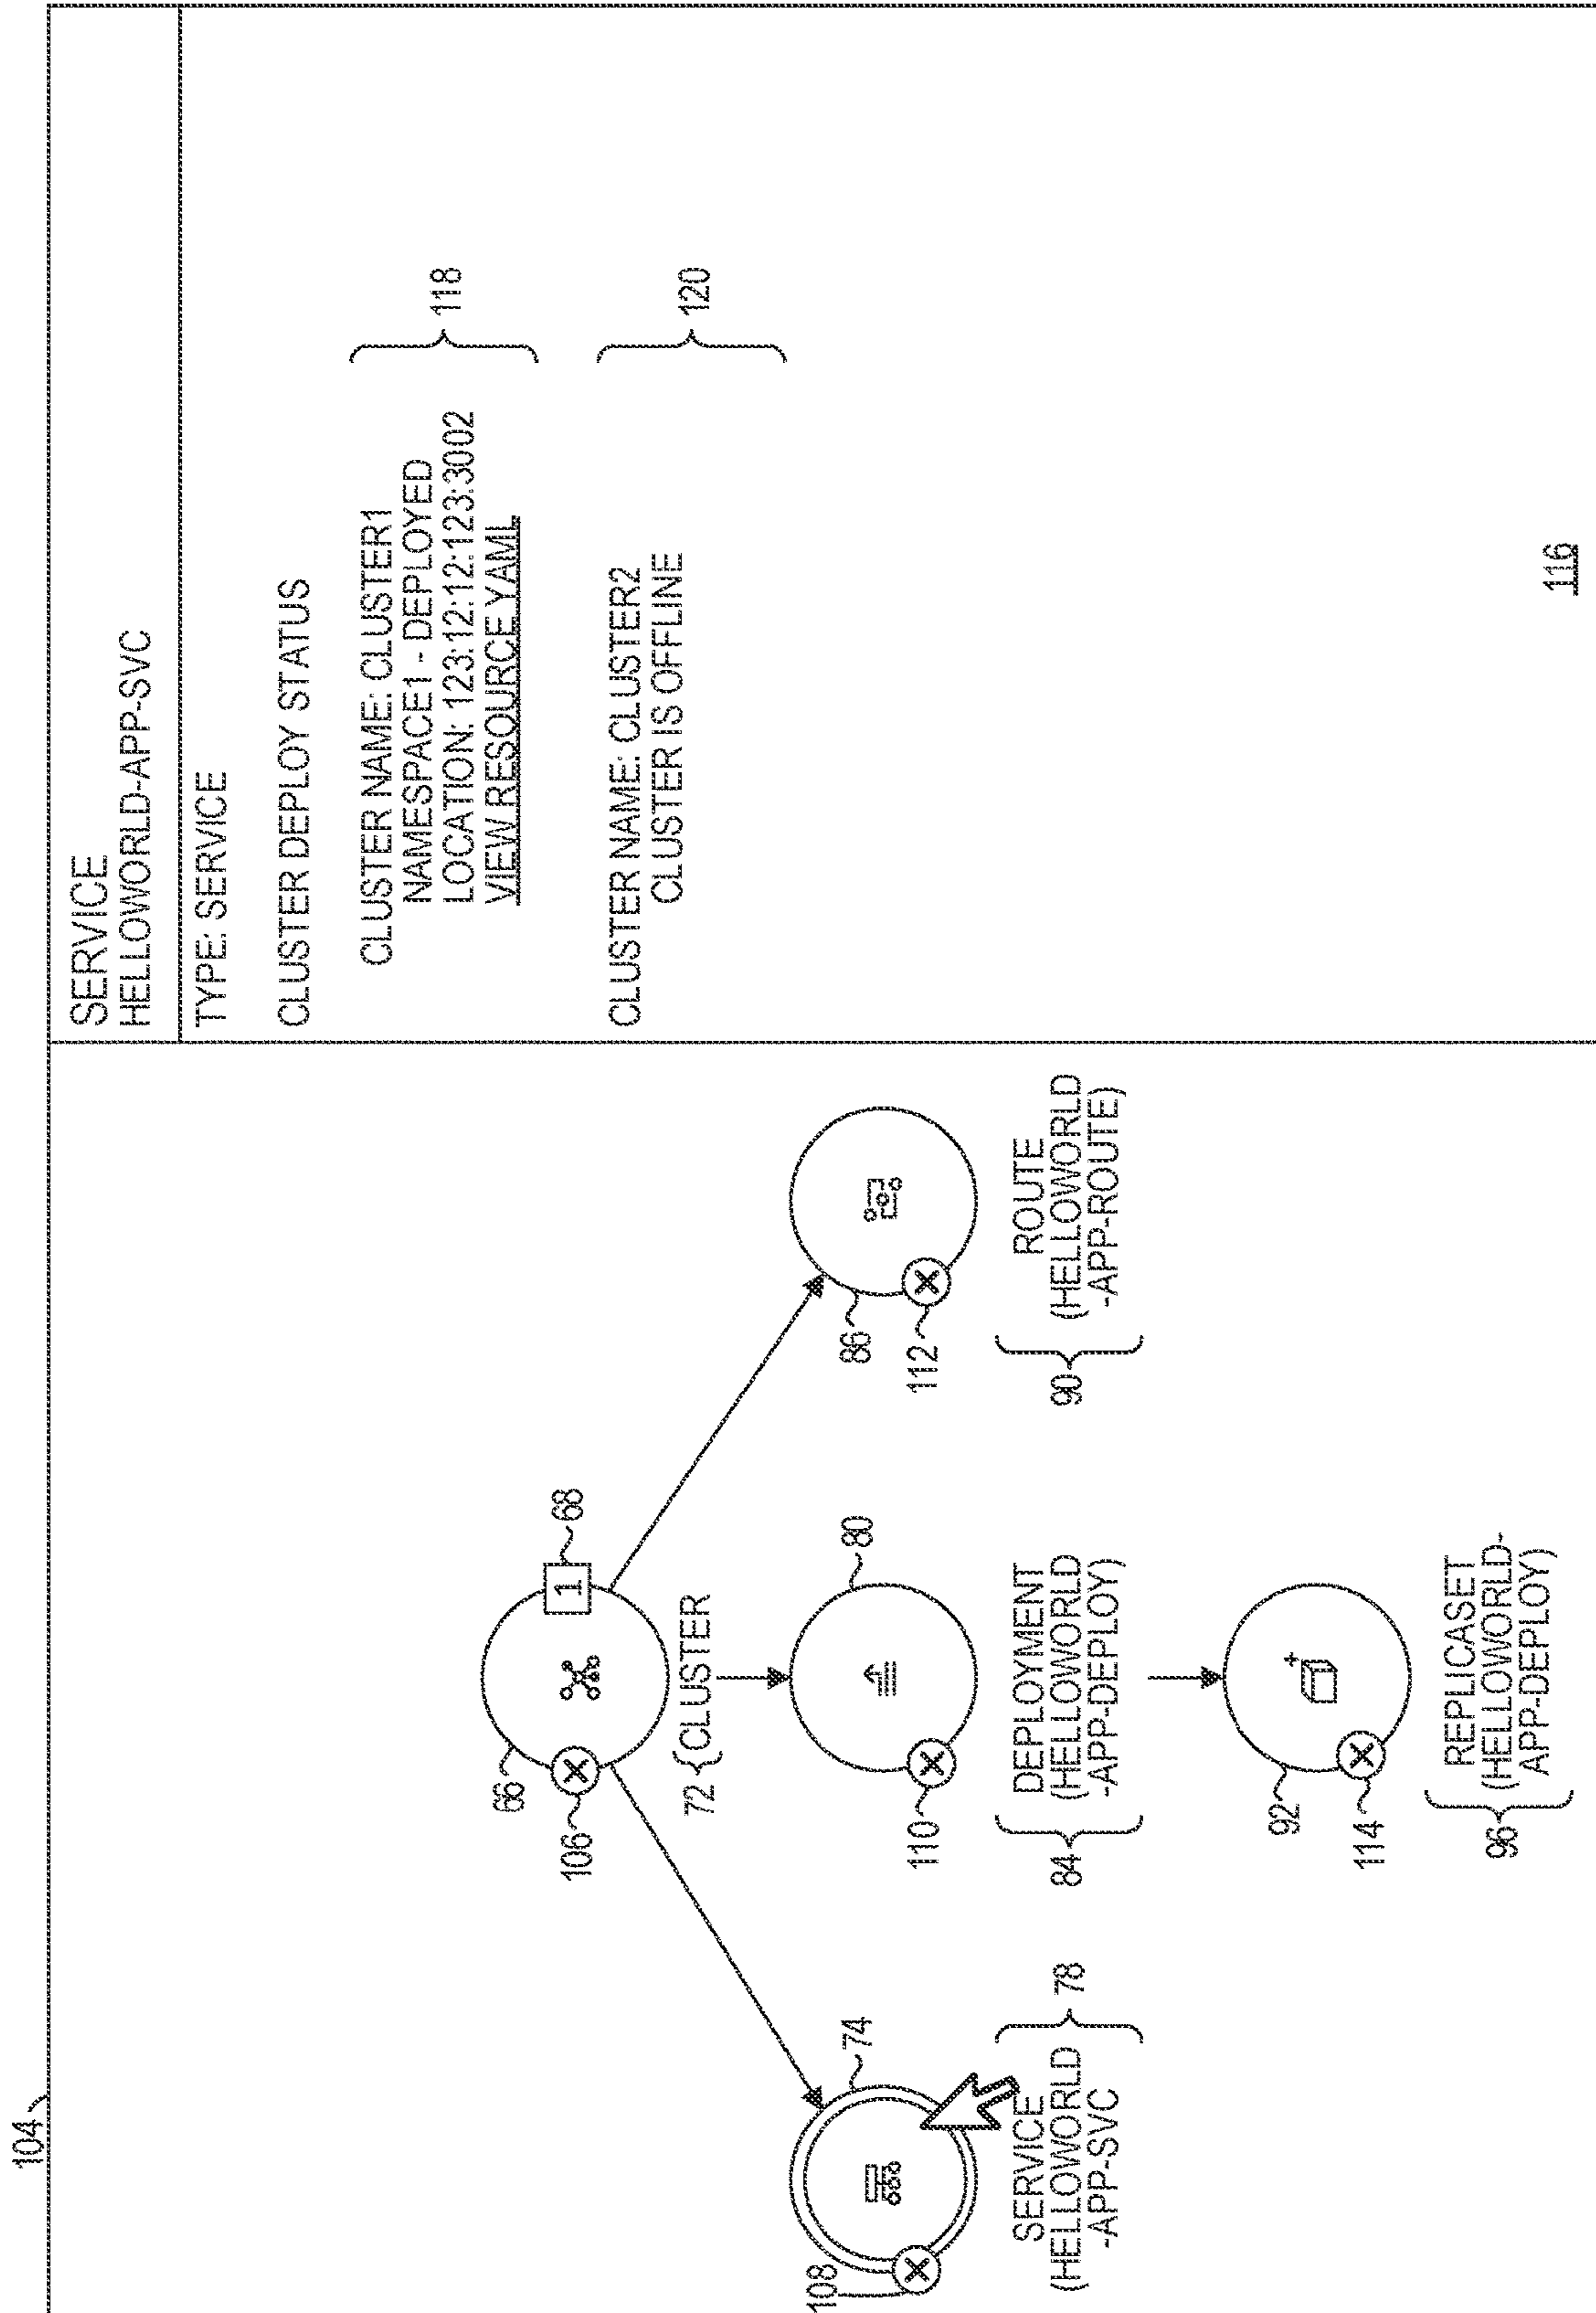 104
66
106
1
68
72
CLUSTER
108
74
SERVICE
(HELLOWORLD
-APP-SVC
78
80
110
84
DEPLOYMENT
(HELLOWORLD
-APP-DEPLOY)
86
112
90
ROUTE
(HELLOWORLD
-APP-ROUTE)
92
114
96
REPLICASET
(HELLOWORLD-
APP-DEPLOY)
SERVICE
HELLOWORLD-APP-SVC
TYPE: SERVICE
CLUSTER DEPLOY STATUS
CLUSTER NAME: CLUSTER1
NAMESPACE1 - DEPLOYED
LOCATION: 123:12:12:123:3002
VIEW RESOURCE YAML
118
CLUSTER NAME: CLUSTER2
CLUSTER IS OFFLINE
120
116